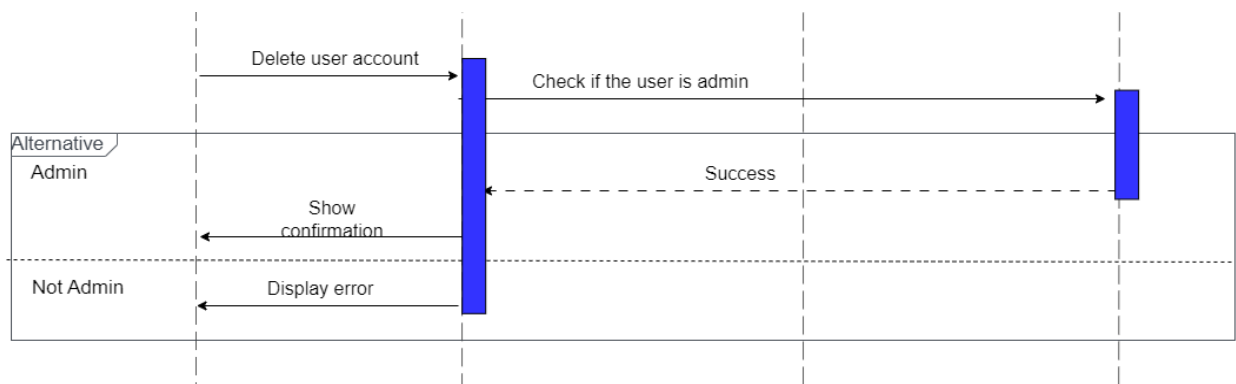 Delete user account
Check if the user is admin
Alternative
Admin
Success
Show
confirmation
Not Admin
Display error